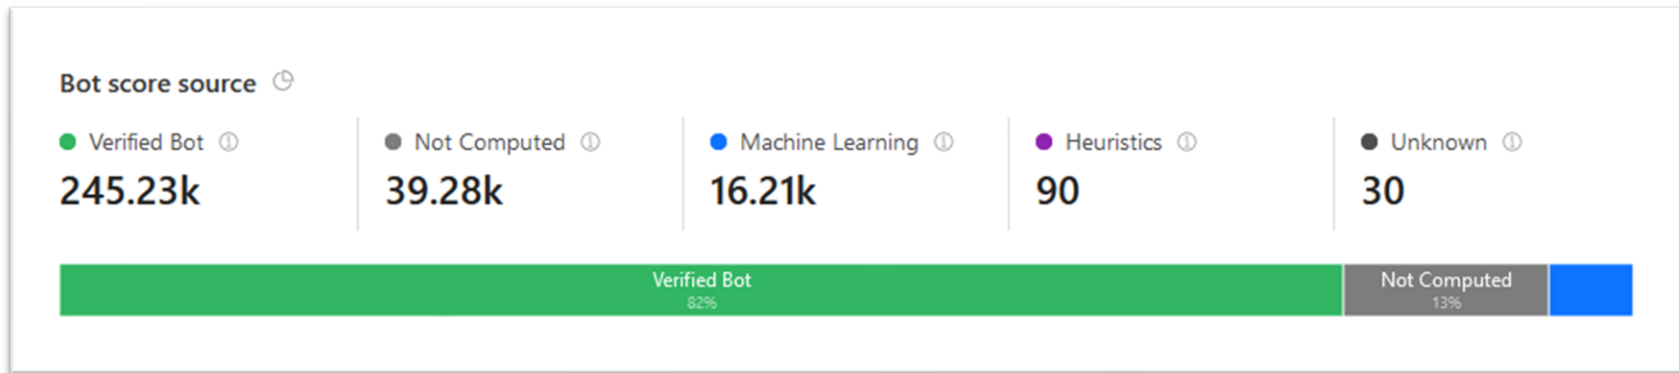 Bot score source
Verified Bot
Not Computed
Machine Learning
Heuristics
Unknown
245.23k
39.28k
16.21k
90
30
Verified Bot
82%
Not Computed
13%